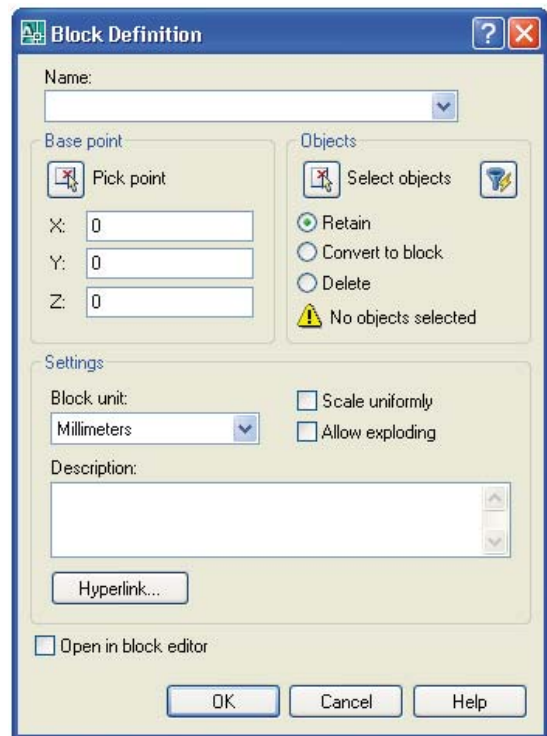 Block Definition
?
Name:
Base point
Pick point
X: 0
Y: 0
Z: 0
Objects
Select objects
Retain
Convert to block
Delete
No objects selected
Settings
Block unit:
Millimeters
Scale uniformly
Allow exploding
Description:
Hyperlink...
Open in block editor
OK
Cancel
Help